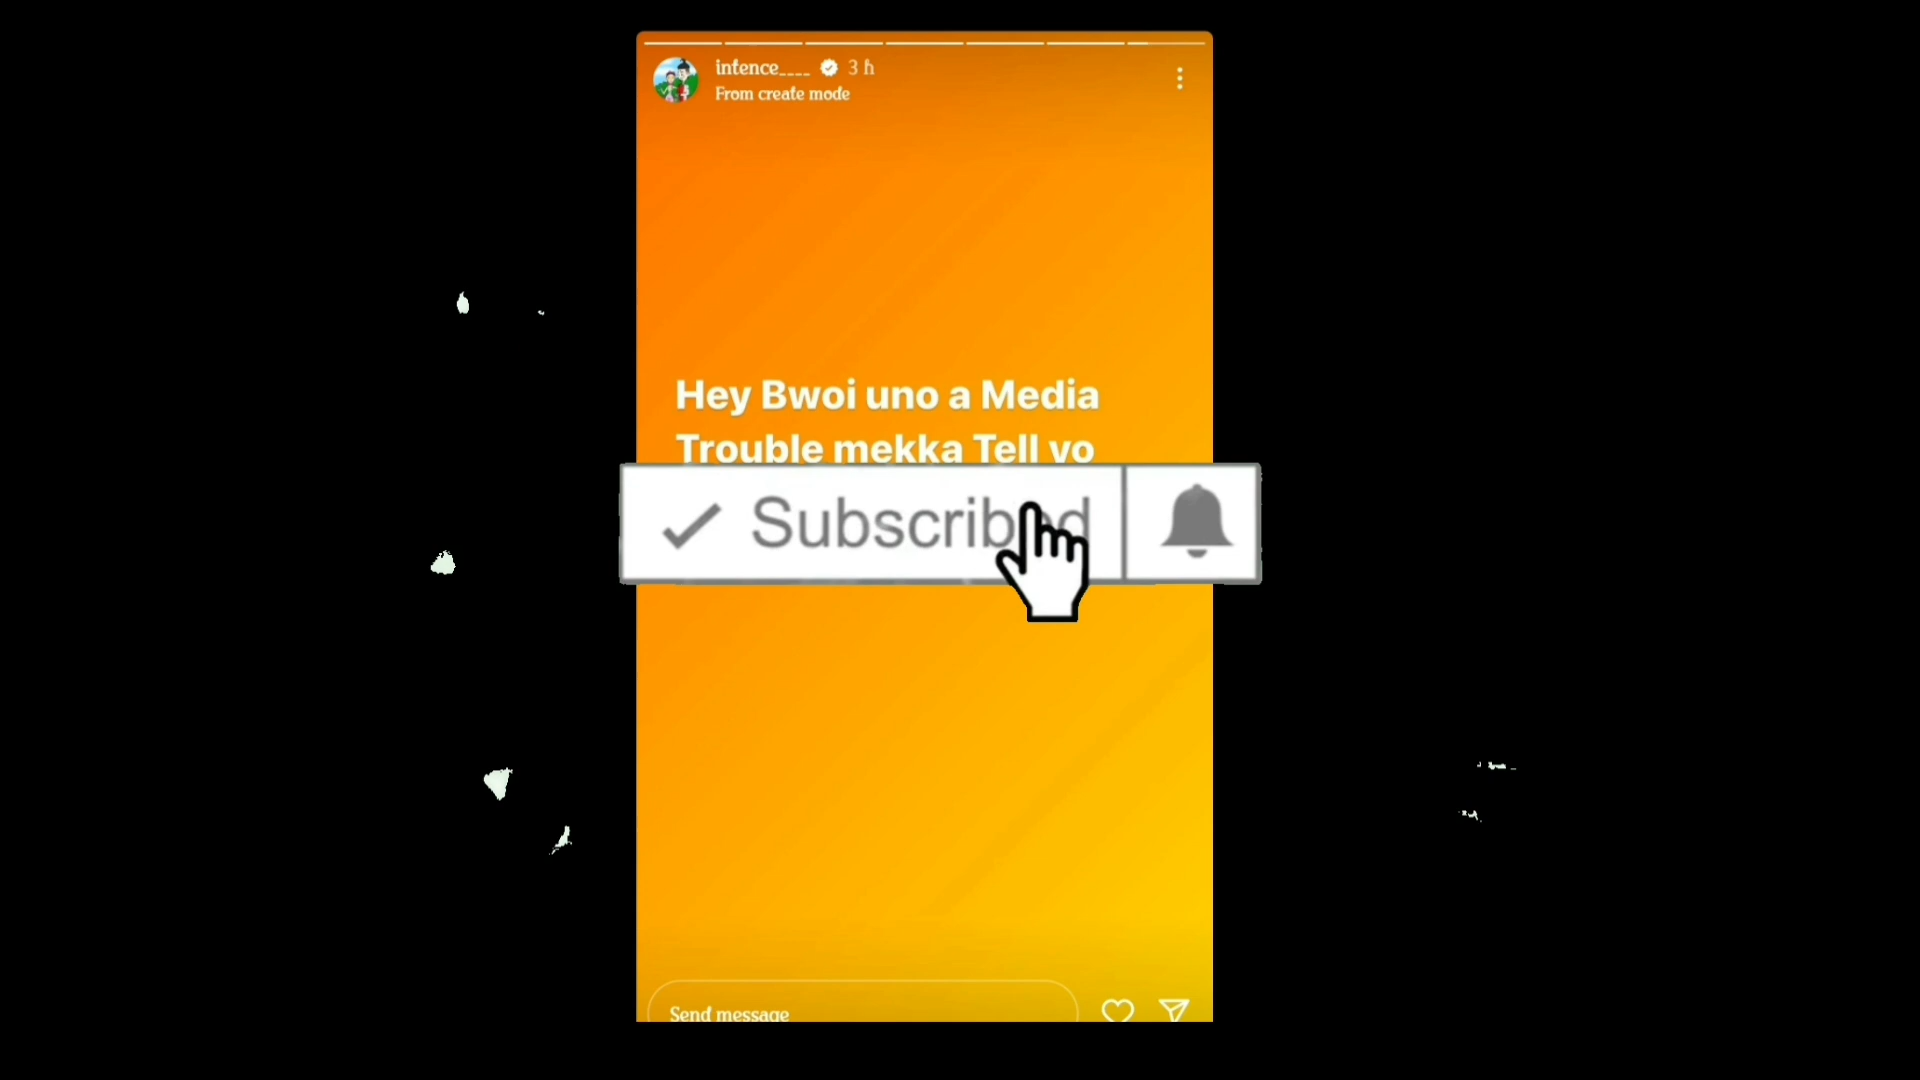 intence____ 3 h
From create mode
Hey Bwoi uno a Media
Trouble mekka Tell yo
Subscribed
Send message